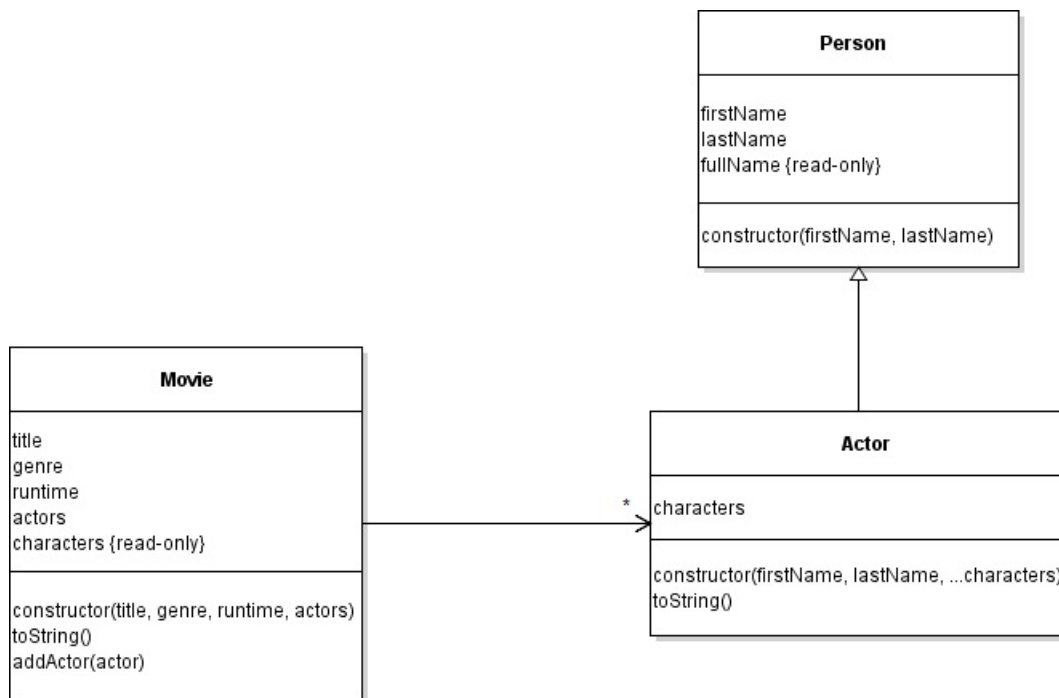 Person
firstName
lastName
fullName {read-only}
constructor(firstName, lastName)
Movie
title
genre
runtime
actors
characters {read-only}
constructor(title, genre, runtime, actors)
toString()
addActor(actor)
*
Actor
characters
constructor(firstName, lastName, ...characters)
toString()